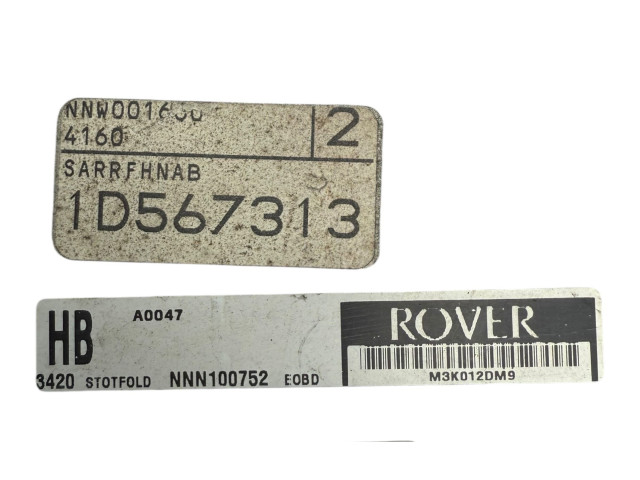 4160 2
SARRFHNAB
1D567313
HB A0047 ROVER
3420 STOTFOLD NNN100752 EOBD M3K012DM9